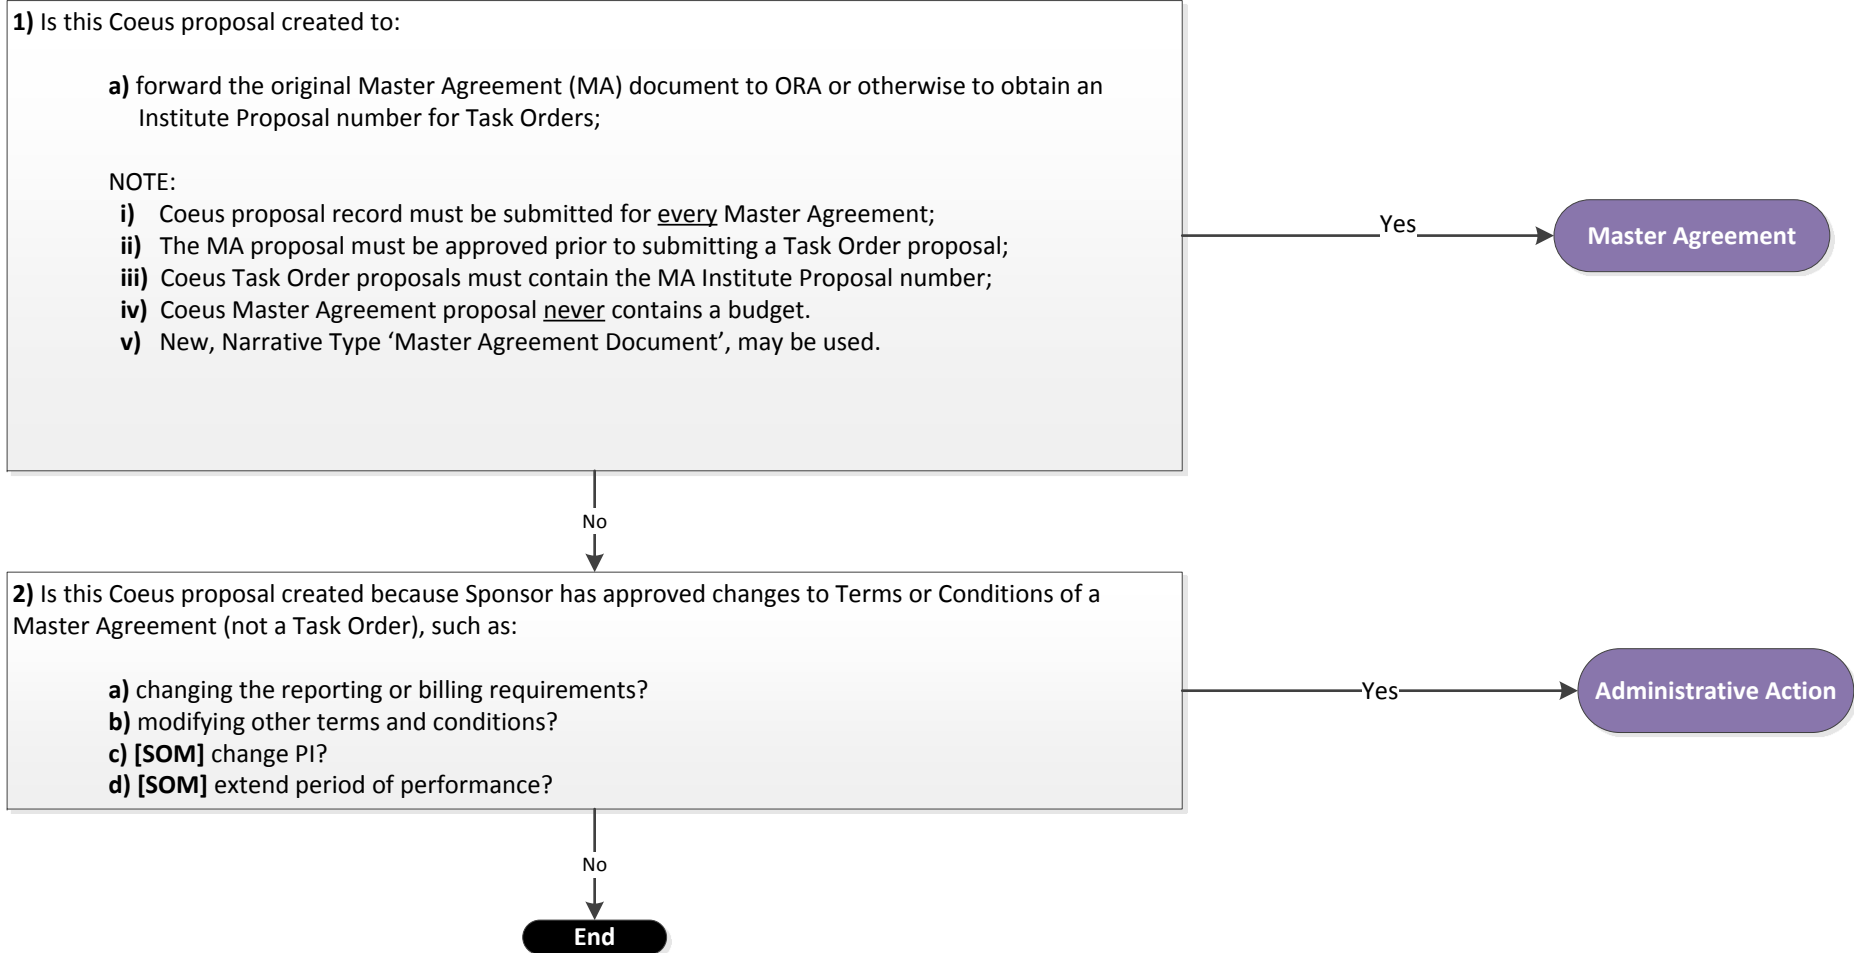 1) Is this Coeus proposal created to:
a) forward the original Master Agreement (MA) document to ORA or otherwise to obtain an
Institute Proposal number for Task Orders;
NOTE:
i) Coeus proposal record must be submitted for every Master Agreement;
ii) The MA proposal must be approved prior to submitting a Task Order proposal;
iii) Coeus Task Order proposals must contain the MA Institute Proposal number;
iv) Coeus Master Agreement proposal never contains a budget.
v) New, Narrative Type ‘Master Agreement Document’, may be used.
Yes
Master Agreement
No
2) Is this Coeus proposal created because Sponsor has approved changes to Terms or Conditions of a
Master Agreement (not a Task Order), such as:
a) changing the reporting or billing requirements?
b) modifying other terms and conditions?
c) [SOM] change PI?
d) [SOM] extend period of performance?
Yes
Administrative Action
No
End